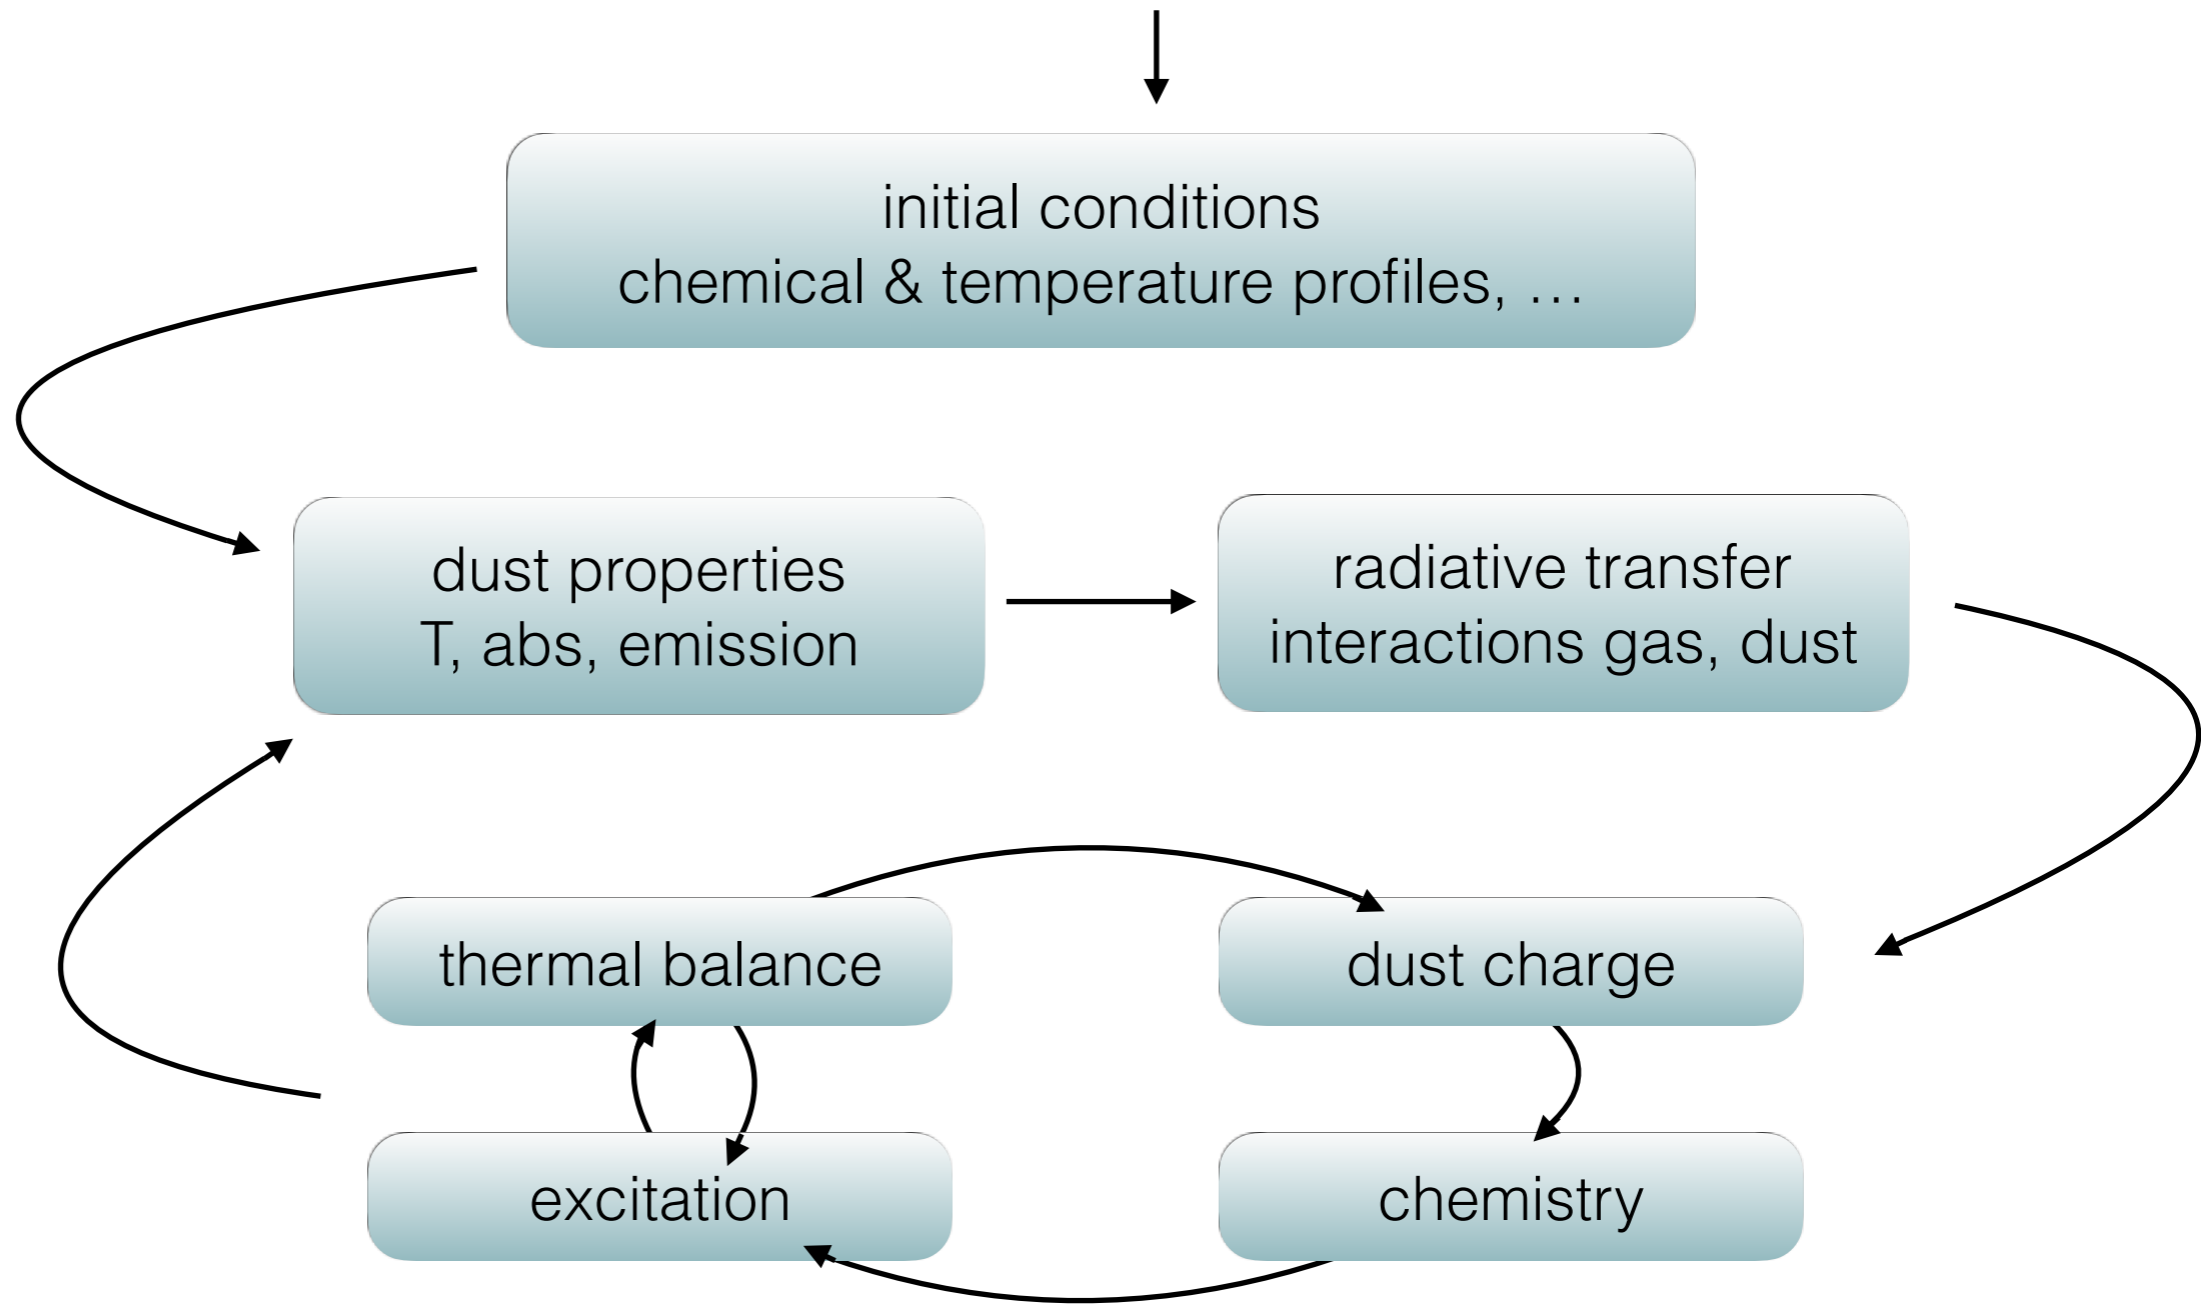 initial conditions
chemical & temperature profiles, …
dust properties
T, abs, emission
radiative transfer
interactions gas, dust
thermal balance
dust charge
excitation
chemistry